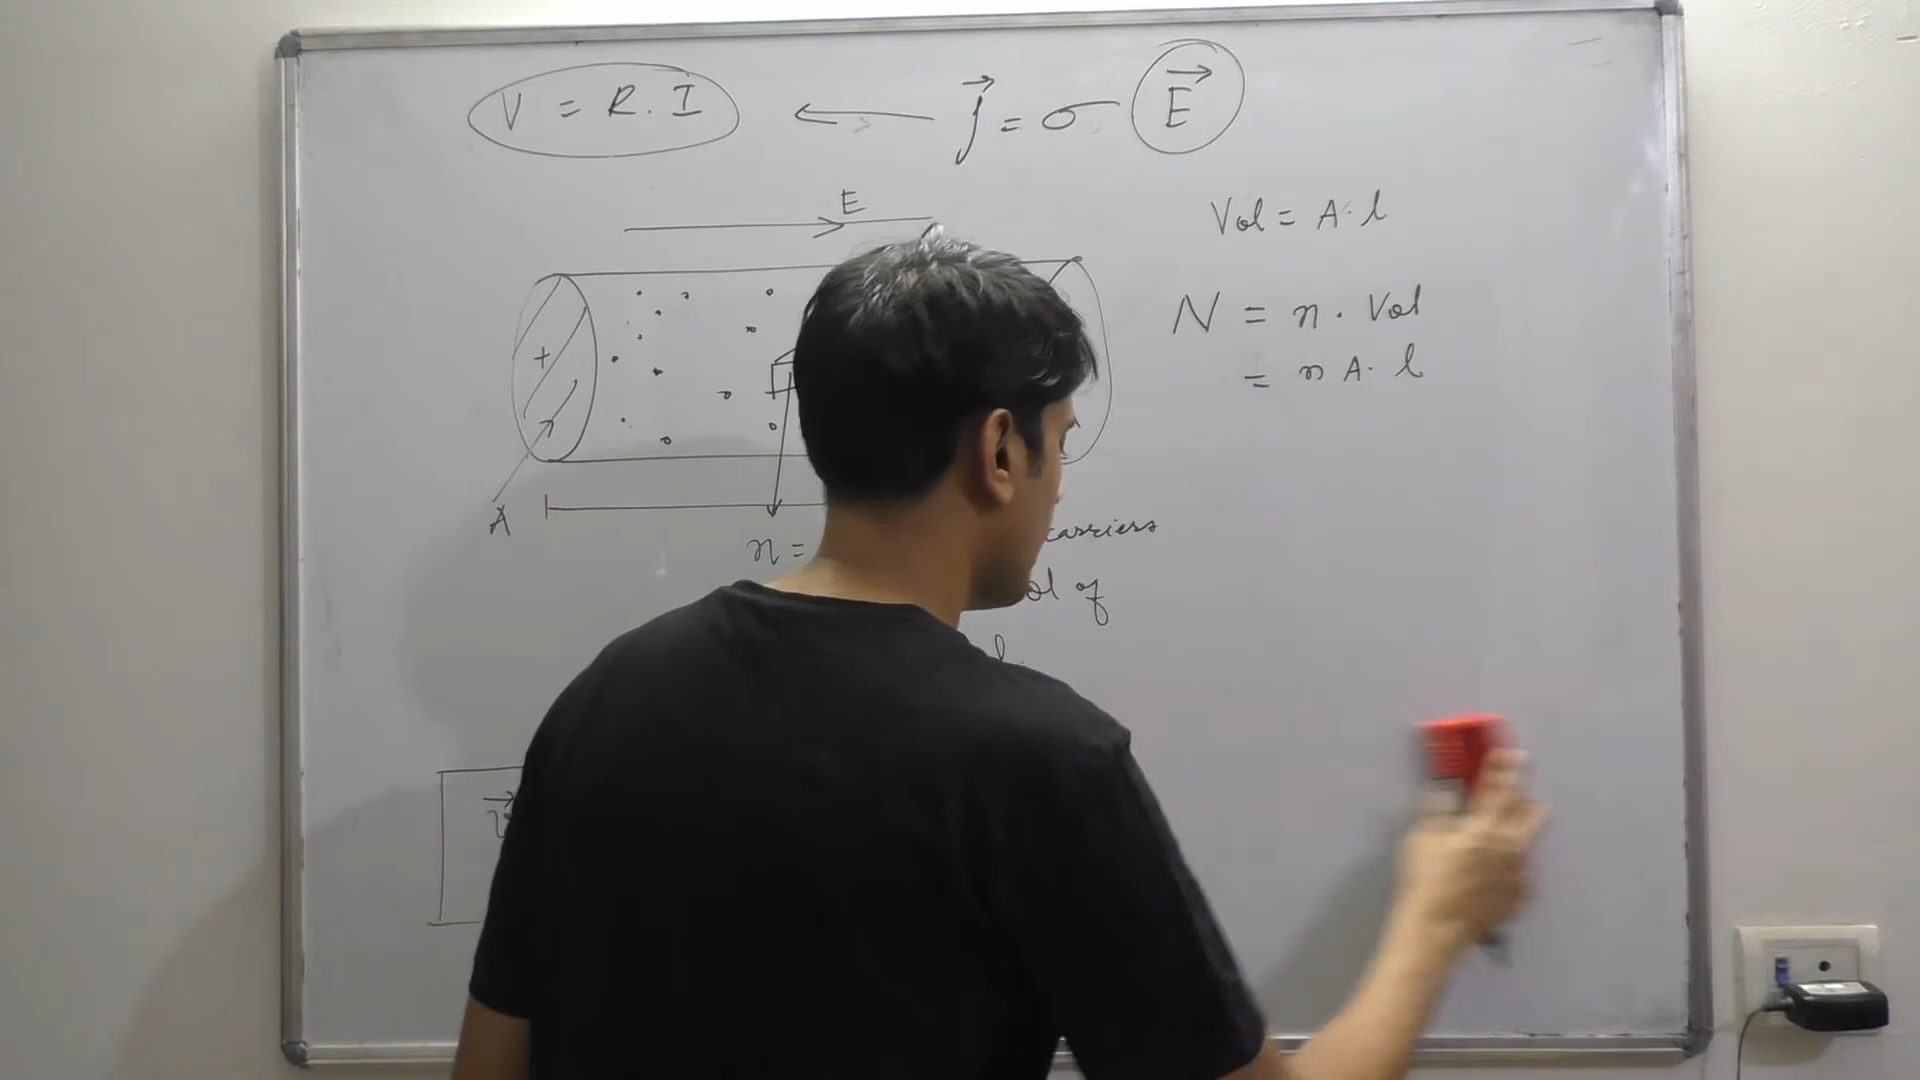 V = R . I ← j⃗ = σ E⃗
E
Vol = A . l
N = n . Vol
= n A . l
+
A
n = carriers
of